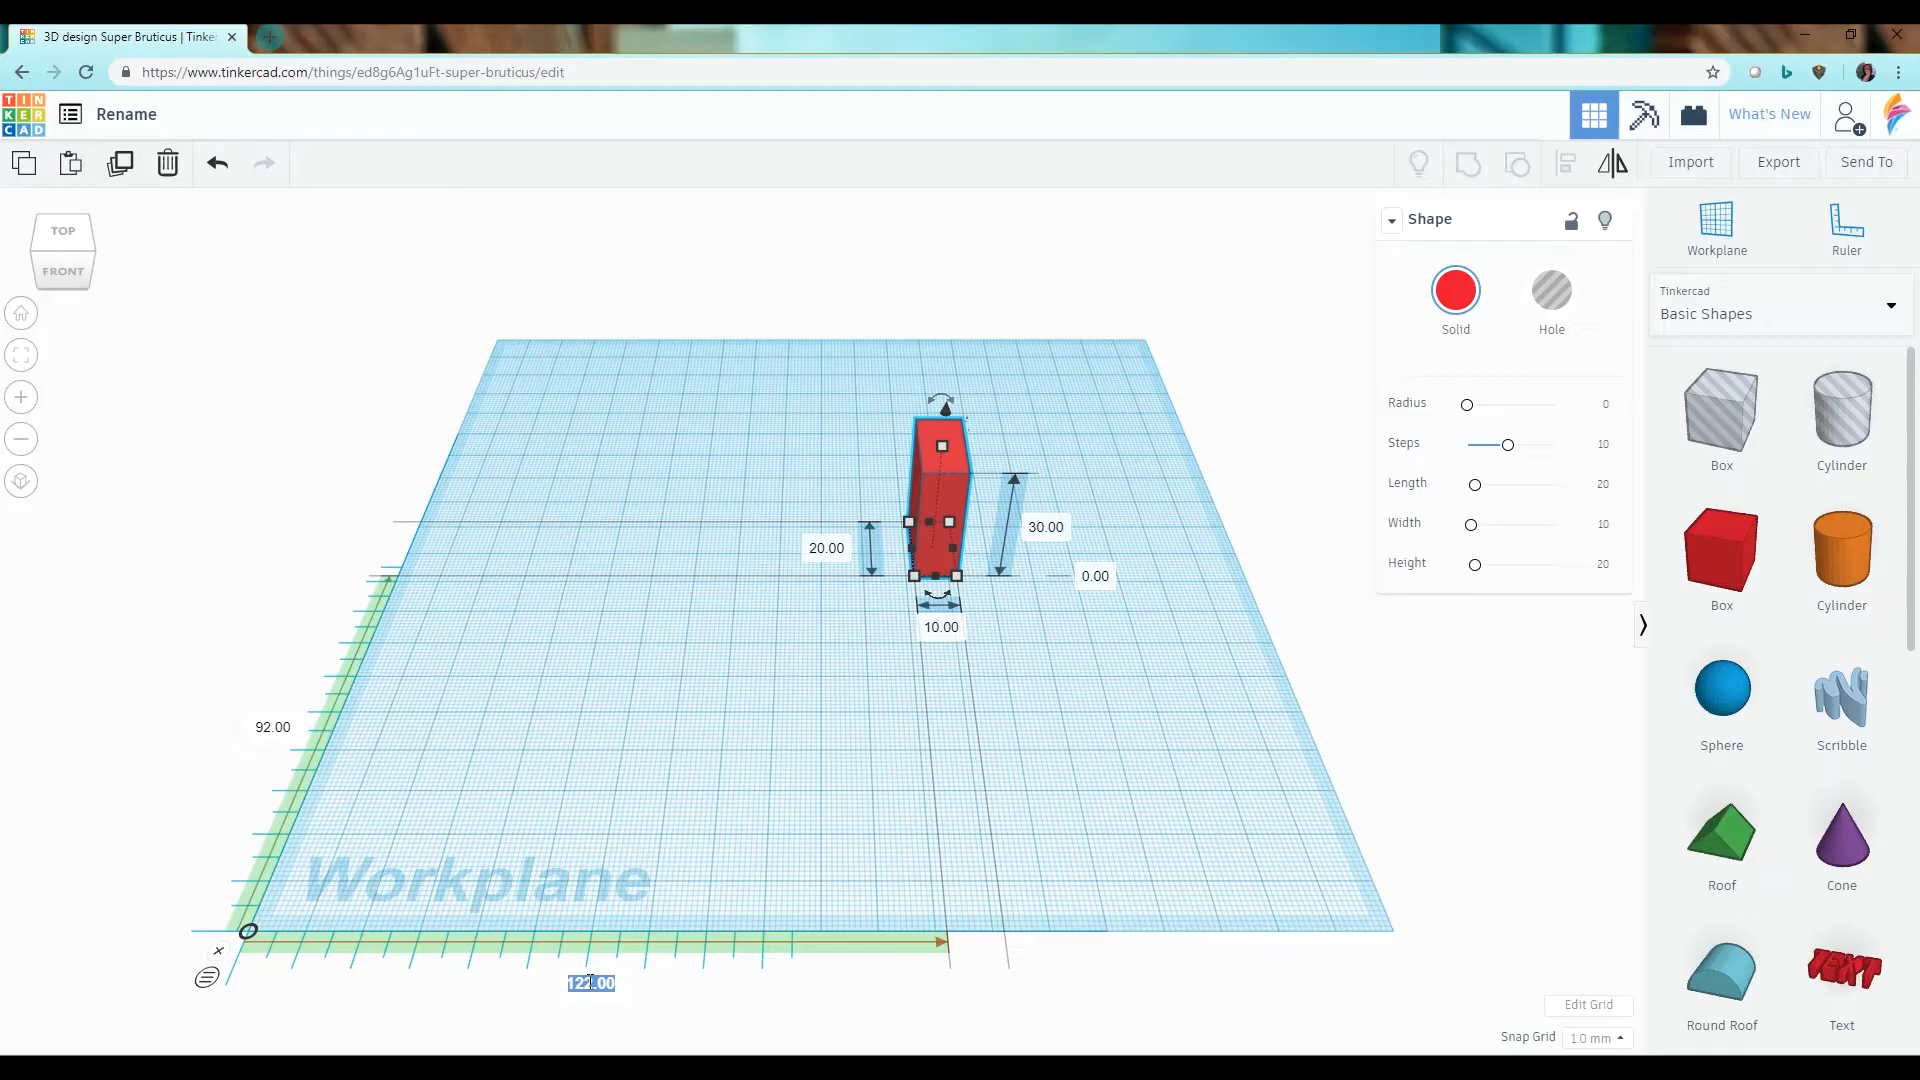 3D design Super Bruticus | Tinker
https://www.tinkercad.com/things/ed8g6Ag1uFt-super-bruticus/edit
TIN
KER
CAD
Rename
What's New
Import
Export
Send To
TOP
FRONT
Shape
Solid
Hole
Radius 0
Steps 10
Length 20
Width 10
Height 20
Workplane
Ruler
Tinkercad
Basic Shapes
Box
Cylinder
Box
Cylinder
Sphere
Scribble
Roof
Cone
TEXT
Round Roof
Text
30.00
20.00
0.00
10.00
92.00
Workplane
122.00
Edit Grid
Snap Grid 1.0 mm